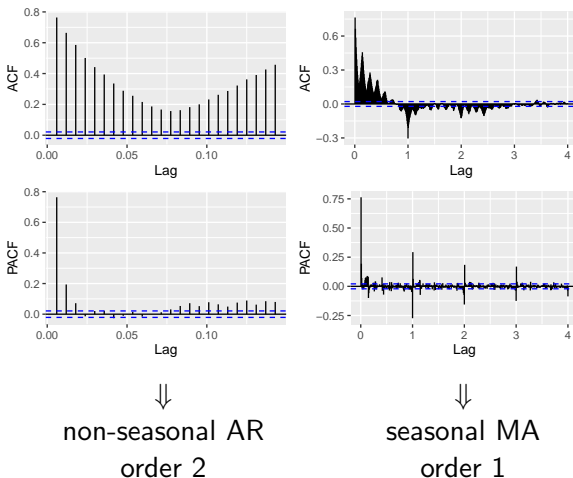 0.8
0.6
0.4
0.2
0.0
ACF
0.00 0.05 0.10
Lag
0.6
0.3
0.0
−0.3
ACF
0 1 2 3 4
Lag
0.8
0.6
0.4
0.2
0.0
PACF
0.00 0.05 0.10
Lag
0.75
0.50
0.25
0.00
−0.25
PACF
0 1 2 3 4
Lag
⇓
non-seasonal AR
order 2
⇓
seasonal MA
order 1